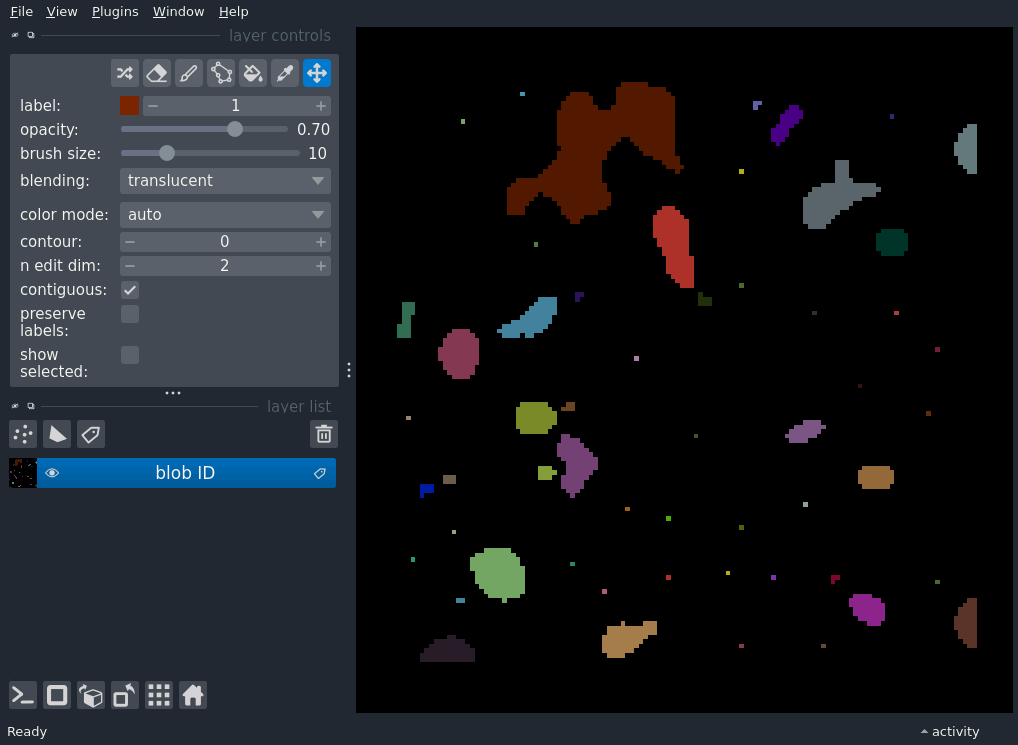 File View Plugins Window Help
layer controls
label: 1
opacity: 0.70
brush size: 10
blending: translucent
color mode: auto
contour: 0
n edit dim: 2
contiguous:
preserve
labels:
show
selected:
layer list
blob ID
Ready
activity